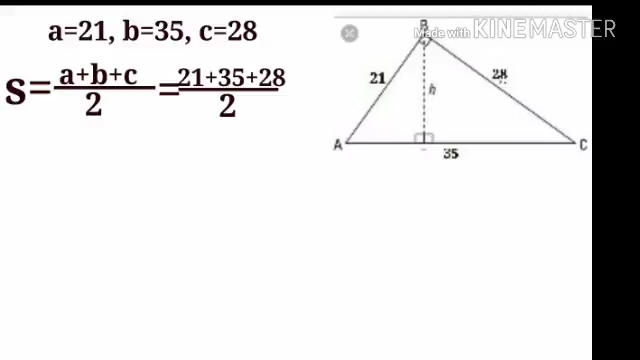 a=21, b=35, c=28
s= a+b+c / 2 = 21+35+28 / 2
Made with KINEMASTER
B
21
28
h
A
C
35